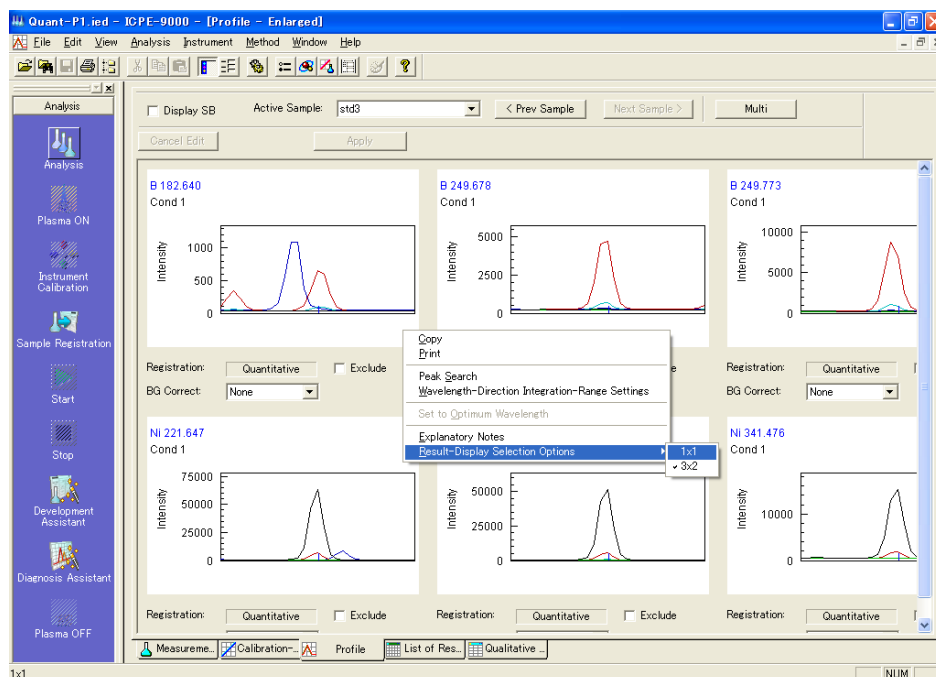 Quant-P1.ied - ICPE-9000 - [Profile - Enlarged]
File Edit View Analysis Instrument Method Window Help
Analysis
Display SB Active Sample: std3 < Prev Sample Next Sample > Multi
Cancel Edit Apply
Analysis
Plasma ON
Instrument
Calibration
Sample Registration
Start
Stop
Development
Assistant
Diagnosis Assistant
Plasma OFF
B 182.640
Cond 1
Intensity
1000
500
0
Registration: Quantitative Exclude
BG Correct: None
B 249.678
Cond 1
Intensity
5000
2500
0
B 249.773
Cond 1
Intensity
10000
5000
0
Registration: Quantitative
BG Correct: None
Copy
Print
Peak Search
Wavelength-Direction Integration-Range Settings
Set to Optimum Wavelength
Explanatory Notes
Result-Display Selection Options
1x1
3x2
Ni 221.647
Cond 1
Intensity
75000
50000
25000
0
Registration: Quantitative Exclude
Intensity
50000
25000
0
Registration: Quantitative Exclude
Ni 341.476
Cond 1
Intensity
10000
0
Registration: Quantitative
Measureme... Calibration-... Profile List of Res... Qualitative ...
1x1 NUM